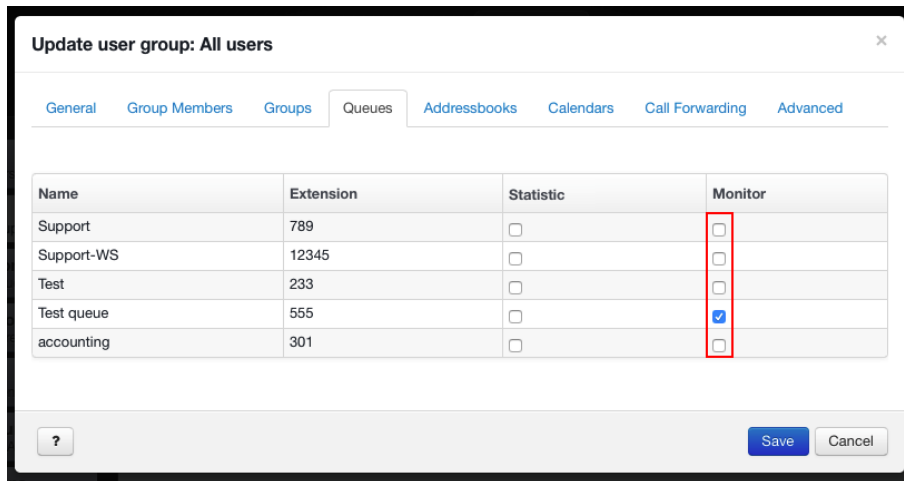 Update user group: All users
×
General Group Members Groups Queues Addressbooks Calendars Call Forwarding Advanced
Name Extension Statistic Monitor
Support 789
Support-WS 12345
Test 233
Test queue 555
accounting 301
? Save Cancel